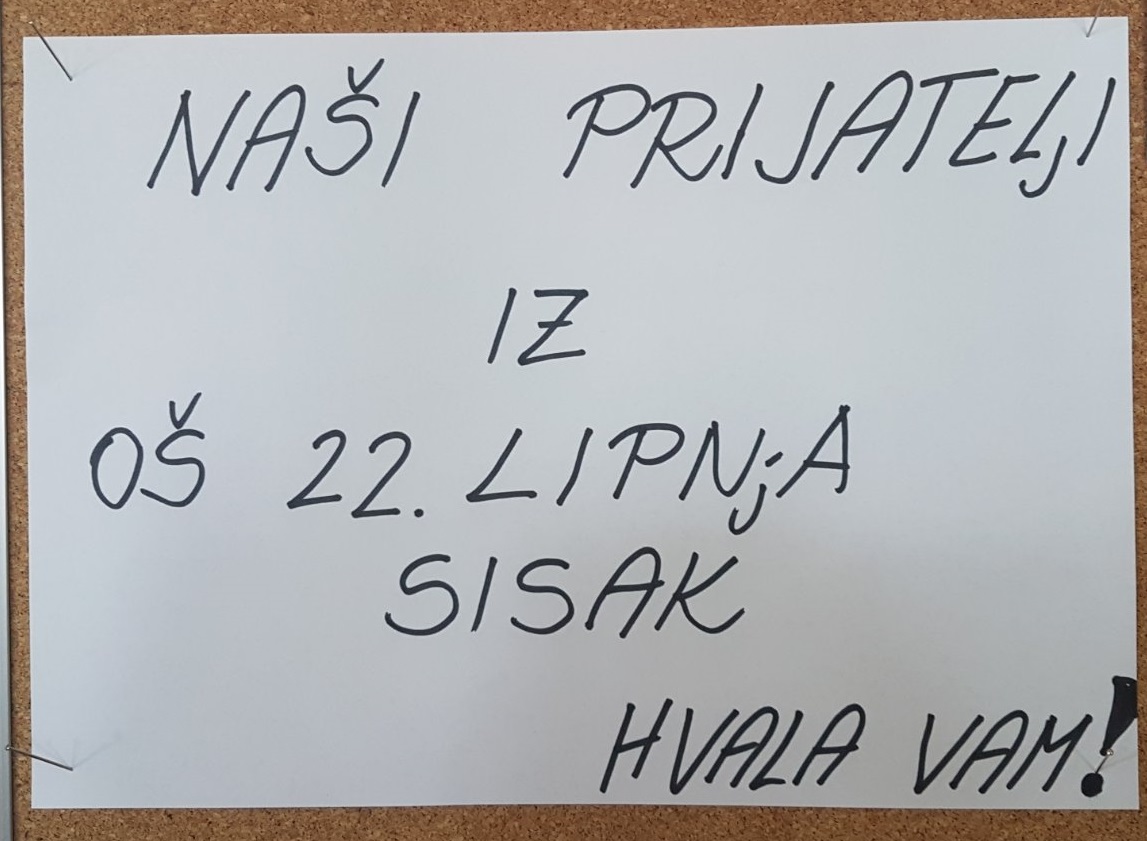 NAŠI PRIJATELjI
IZ
OŠ 22. LIPNjA
SISAK
HVALA VAM!